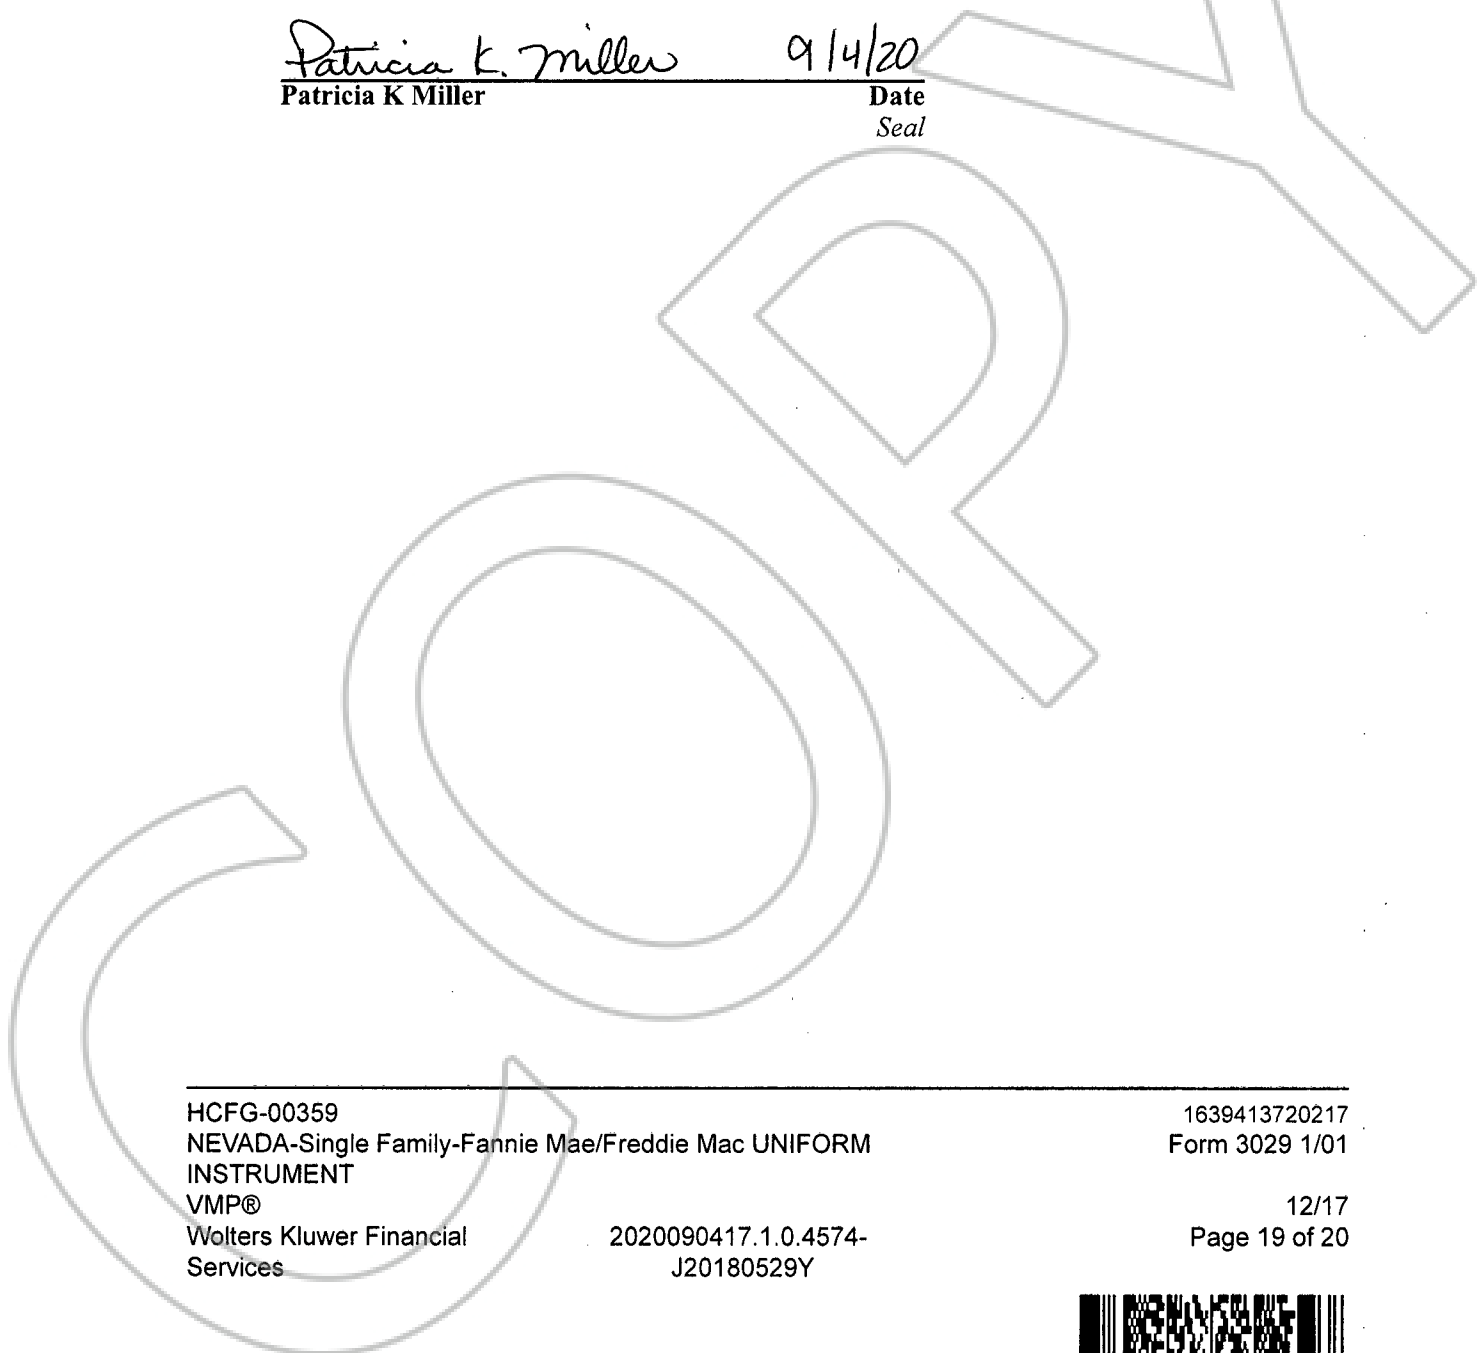 Patricia K. Miller 9/4/20
Patricia K Miller Date
Seal
COPY
HCFG-00359 1639413720217
NEVADA-Single Family-Fannie Mae/Freddie Mac UNIFORM Form 3029 1/01
INSTRUMENT
VMP® 12/17
Wolters Kluwer Financial 2020090417.1.0.4574- Page 19 of 20
Services J20180529Y